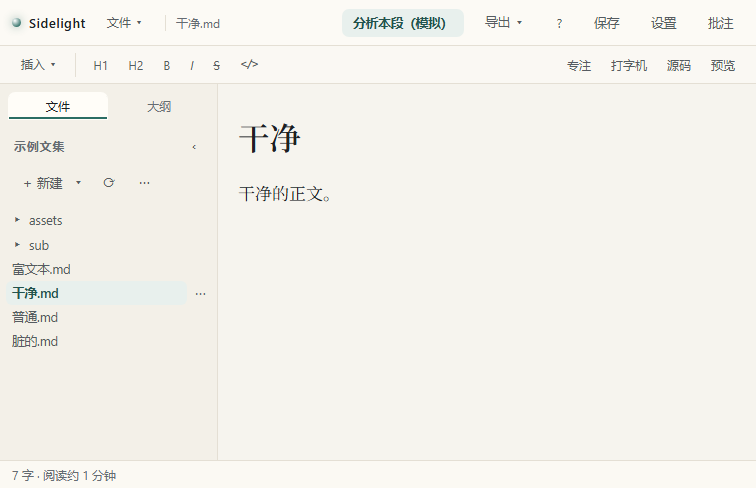 Sidelight 文件 干净.md 分析本段（模拟） 导出 ? 保存 设置 批注
插入 H1 H2 B I S </> 专注 打字机 源码 预览
文件 大纲
示例文集 ‹
+ 新建 ⟳ ···
assets
sub
富文本.md
干净.md ···
普通.md
脏的.md
干净
干净的正文。
7 字 · 阅读约 1 分钟